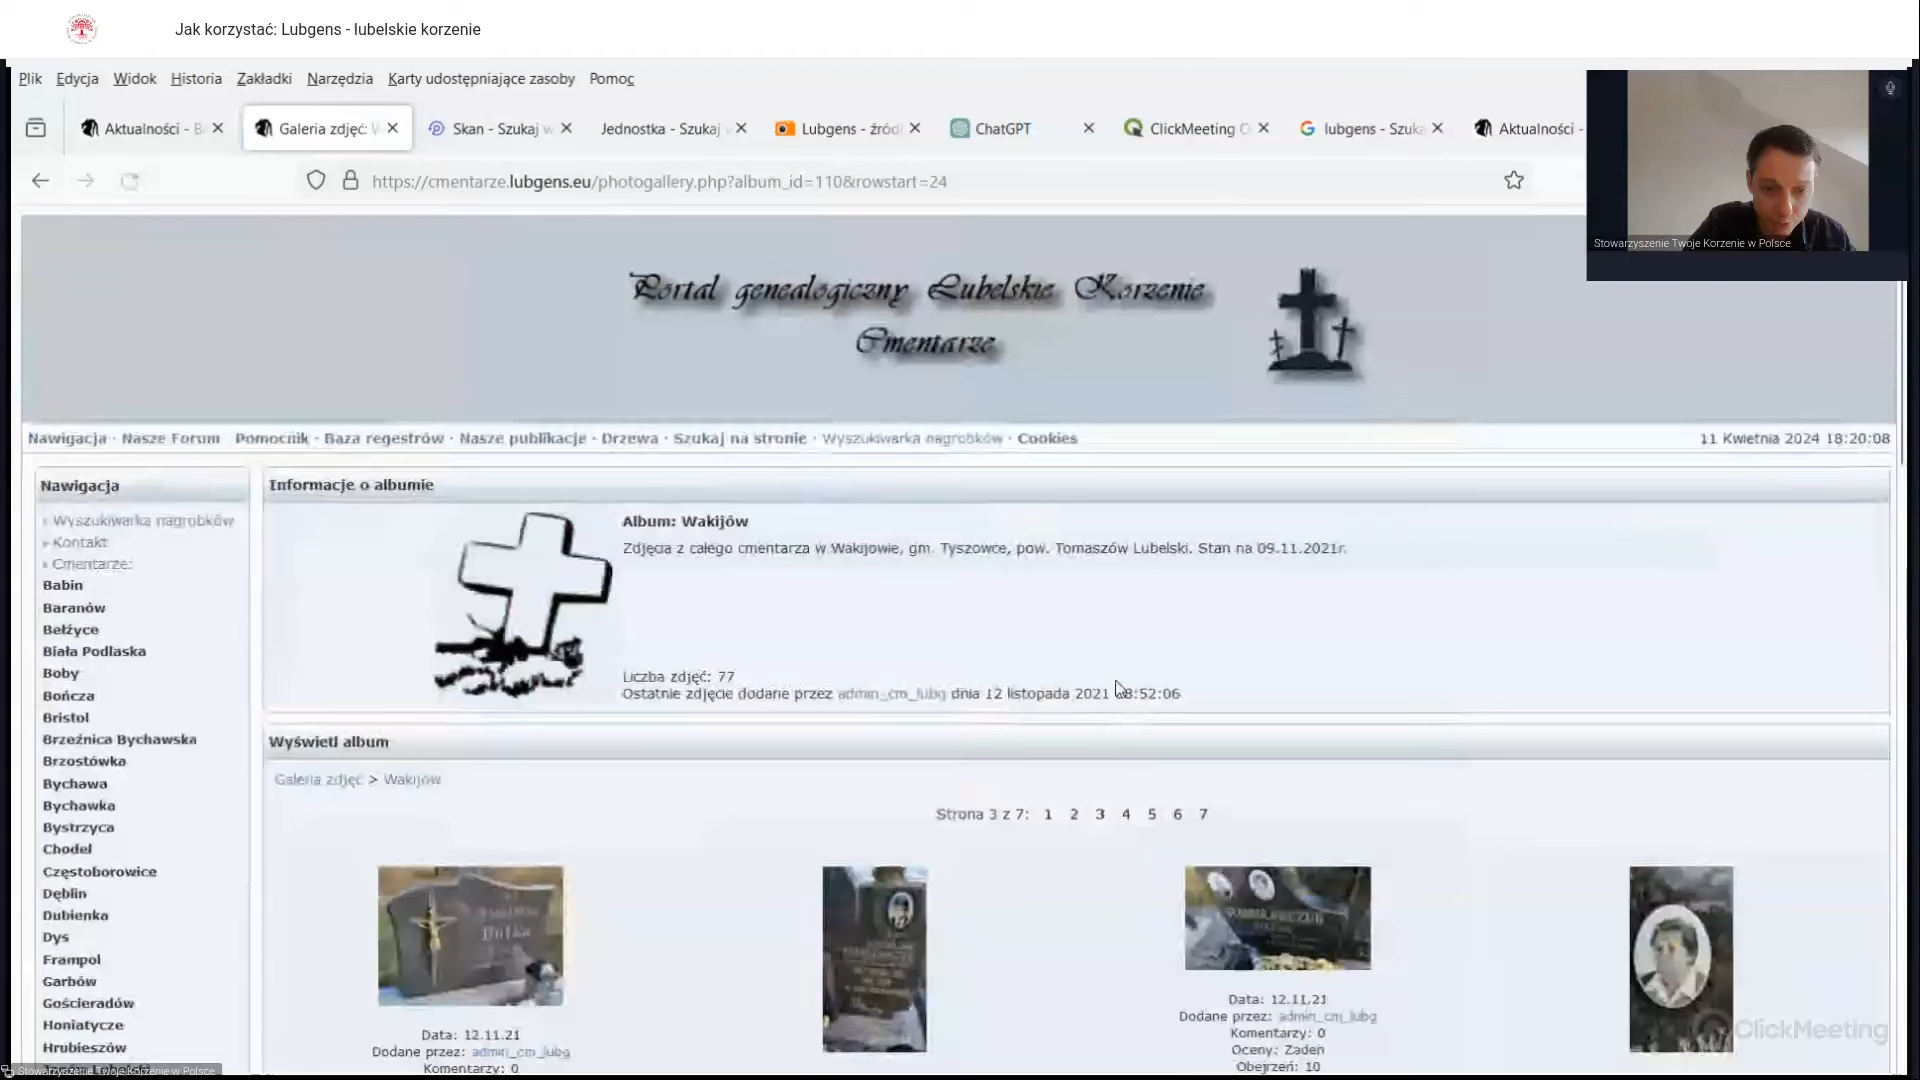 Jak korzystać: Lubgens - lubelskie korzenie
Plik Edycja Widok Historia Zakładki Narzędzia Karty udostępniające zasoby Pomoc
Aktualności - B
Galeria zdjęć: W
Skan - Szukaj w
Jednostka - Szukaj
Lubgens - źród
ChatGPT
ClickMeeting
lubgens - Szuka
Aktualności -
https://cmentarze.lubgens.eu/photogallery.php?album_id=110&rowstart=24
Stowarzyszenie Twoje Korzenie w Polsce
Portal genealogiczny Lubelskie Korzenie
Cmentarze
Nawigacja · Nasze Forum Pomocnik · Baza regestrów · Nasze publikacje · Drzewa · Szukaj na stronie · Wyszukiwarka nagrobków · Cookies
11 Kwietnia 2024 18:20:08
Nawigacja
Wyszukiwarka nagrobków
Kontakt
Cmentarze:
Babin
Baranów
Bełżyce
Biała Podlaska
Boby
Bończa
Bristol
Brzeźnica Bychawska
Brzostówka
Bychawa
Bychawka
Bystrzyca
Chodel
Częstoborowice
Dęblin
Dubienka
Dys
Frampol
Garbów
Gościeradów
Honiatycze
Hrubieszów
Informacje o albumie
Album: Wakijów
Zdjęcia z całego cmentarza w Wakijowie, gm. Tyszowce, pow. Tomaszów Lubelski. Stan na 09.11.2021r.
Liczba zdjęć: 77
Ostatnie zdjęcie dodane przez admin_cm_lubg dnia 12 listopada 2021 8:52:06
Wyświetl album
Galeria zdjęć > Wakijów
Strona 3 z 7: 1 2 3 4 5 6 7
Data: 12.11.21
Dodane przez: admin_cm_lubg
Komentarzy: 0
Data: 12.11.21
Dodane przez: admin_cm_lubg
Komentarzy: 0
Oceny: Żaden
Obejrzeń: 10
ClickMeeting
Stowarzyszenie Twoje Korzenie w Polsce